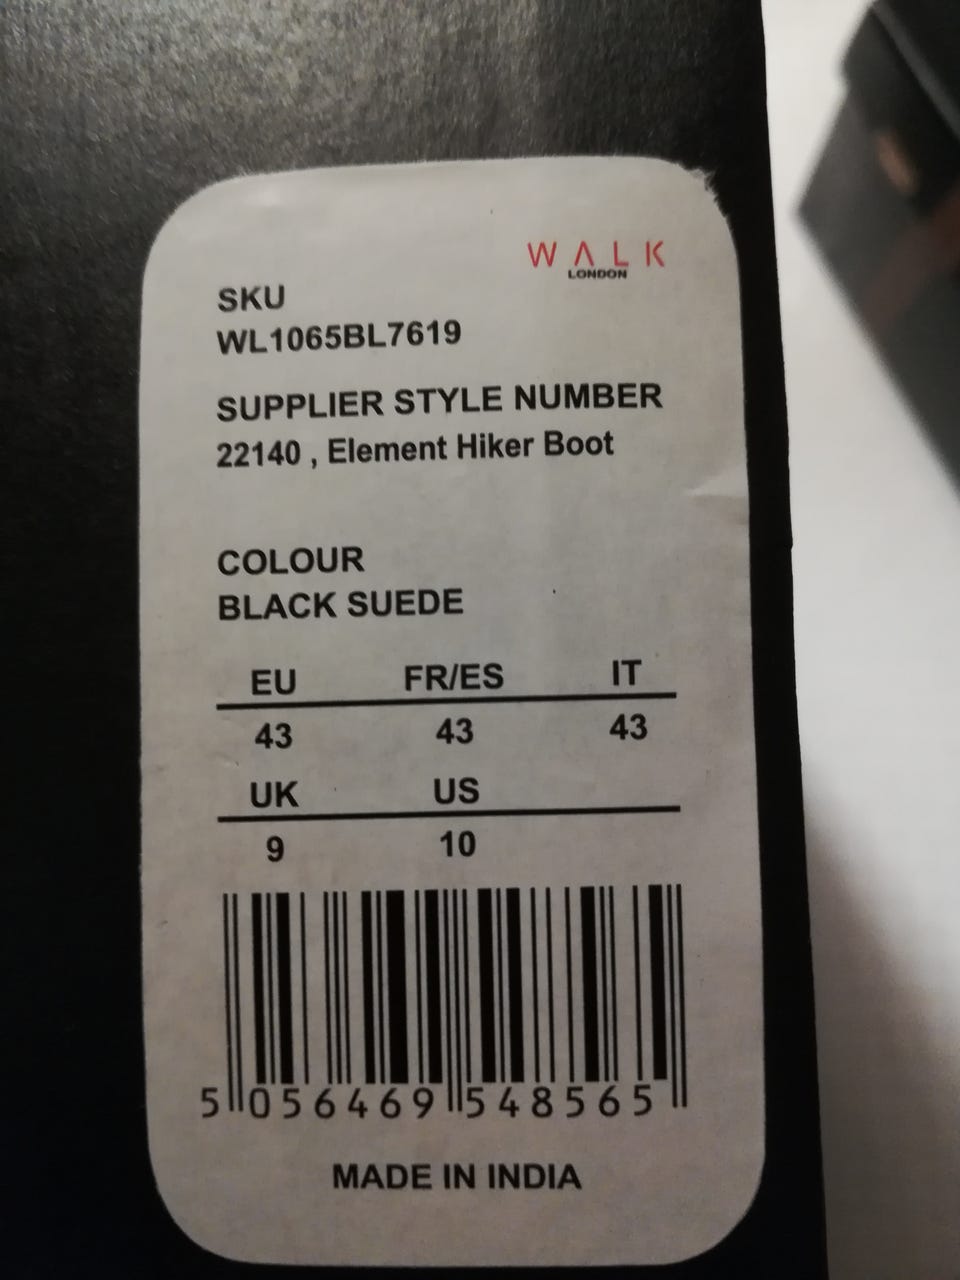 WALK
LONDON
SKU
WL1065BL7619
SUPPLIER STYLE NUMBER
22140 , Element Hiker Boot
COLOUR
BLACK SUEDE
EU FR/ES IT
43 43 43
UK US
9 10
5 056469 548565
MADE IN INDIA